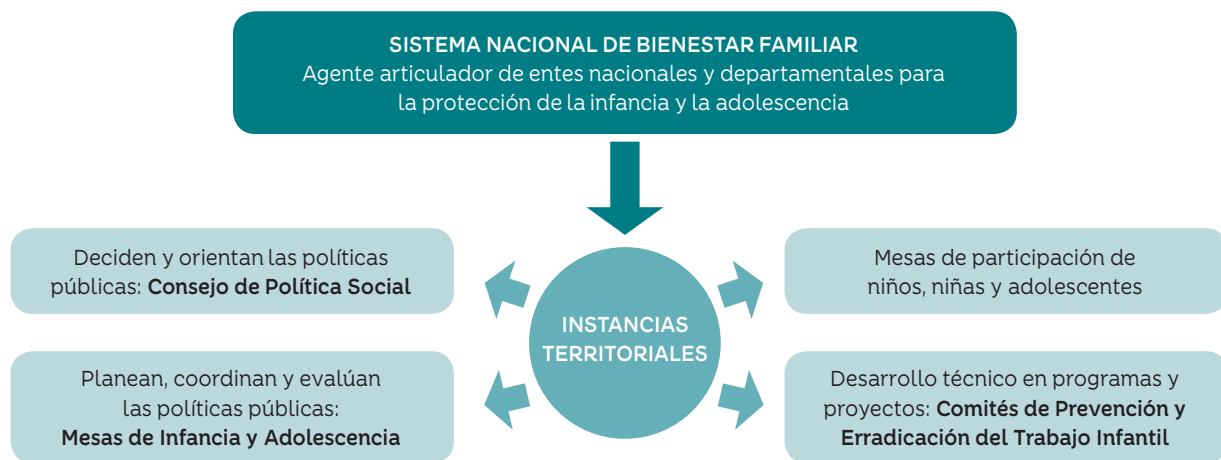 SISTEMA NACIONAL DE BIENESTAR FAMILIAR
Agente articulador de entes nacionales y departamentales para
la protección de la infancia y la adolescencia
Deciden y orientan las políticas
públicas: Consejo de Política Social
Mesas de participación de
niños, niñas y adolescentes
INSTANCIAS
TERRITORIALES
Planean, coordinan y evalúan
las políticas públicas:
Mesas de Infancia y Adolescencia
Desarrollo técnico en programas y
proyectos: Comités de Prevención y
Erradicación del Trabajo Infantil